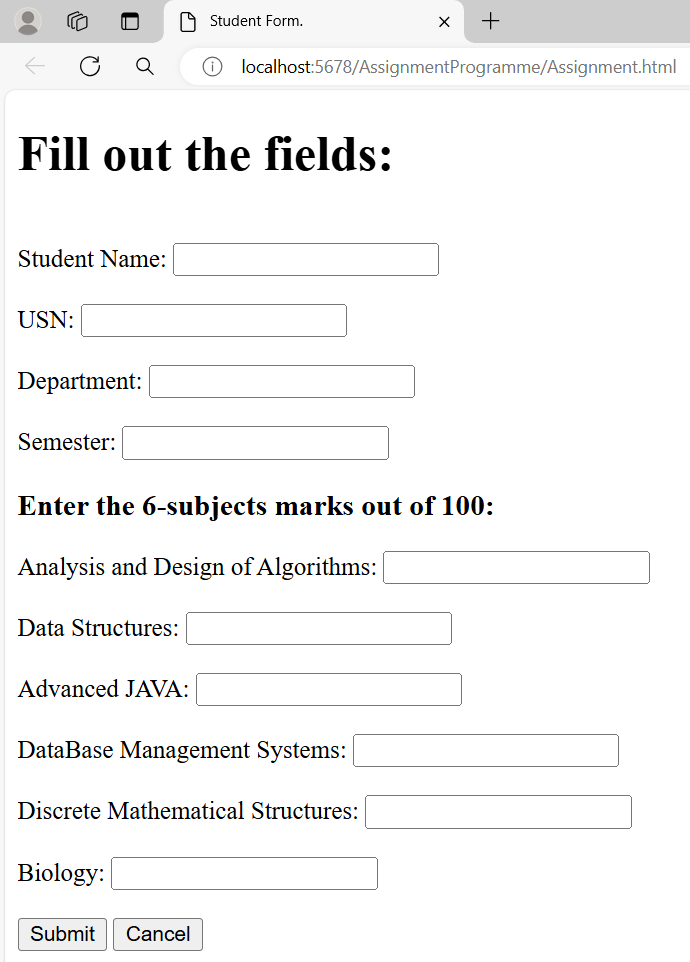 Student Form.
localhost:5678/AssignmentProgramme/Assignment.html
Fill out the fields:
Student Name:
USN:
Department:
Semester:
Enter the 6-subjects marks out of 100:
Analysis and Design of Algorithms:
Data Structures:
Advanced JAVA:
DataBase Management Systems:
Discrete Mathematical Structures:
Biology:
Submit Cancel